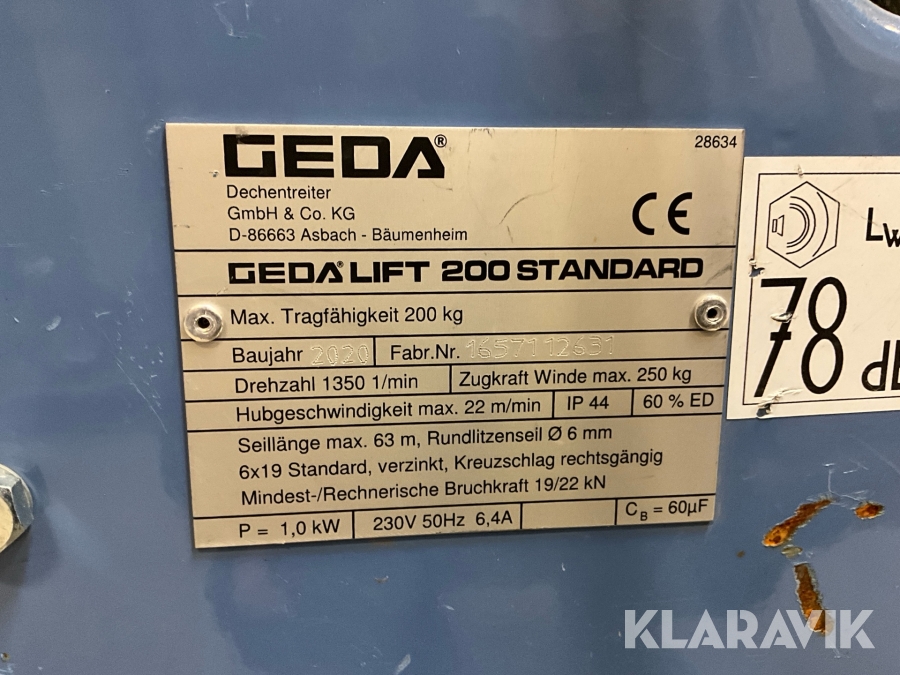 GEDA®
28634
Dechentreiter
GmbH & Co. KG
D-86663 Asbach - Bäumenheim
CE
GEDA® LIFT 200 STANDARD
Max. Tragfähigkeit 200 kg
Baujahr 2020 Fabr.Nr. 1657112631
Drehzahl 1350 1/min Zugkraft Winde max. 250 kg
Hubgeschwindigkeit max. 22 m/min IP 44 60 % ED
Seillänge max. 63 m, Rundlitzenseil Ø 6 mm
6x19 Standard, verzinkt, Kreuzschlag rechtsgängig
Mindest-/Rechnerische Bruchkraft 19/22 kN
P = 1,0 kW 230V 50Hz 6,4A C_B = 60µF
78
KLARAVIK